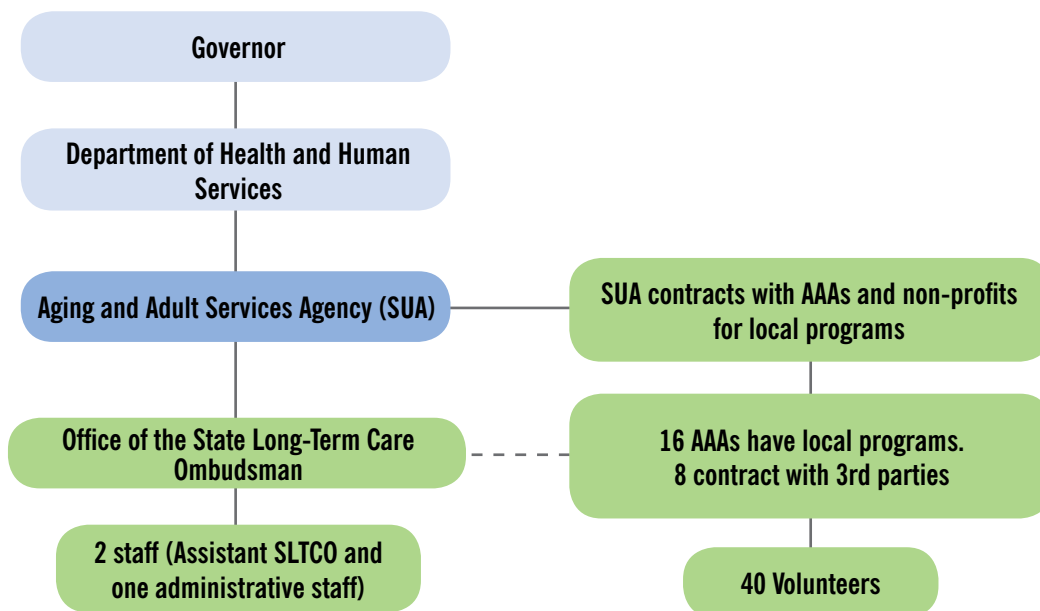 Governor
Department of Health and Human
Services
Aging and Adult Services Agency (SUA)
SUA contracts with AAAs and non-profits
for local programs
Office of the State Long-Term Care
Ombudsman
16 AAAs have local programs.
8 contract with 3rd parties
2 staff (Assistant SLTCO and
one administrative staff)
40 Volunteers